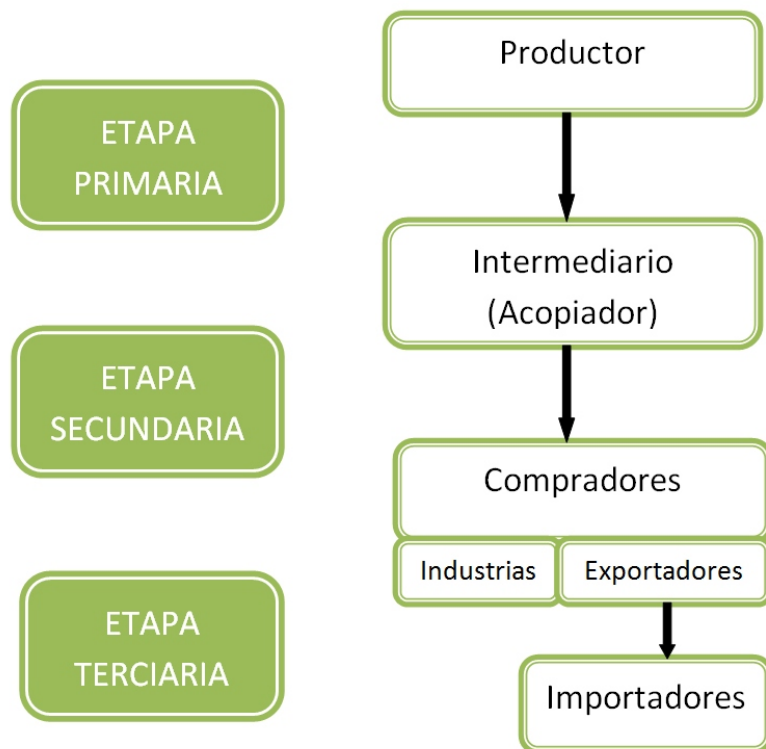 Productor
ETAPA
PRIMARIA
Intermediario
(Acopiador)
ETAPA
SECUNDARIA
Compradores
Industrias
Exportadores
ETAPA
TERCIARIA
Importadores